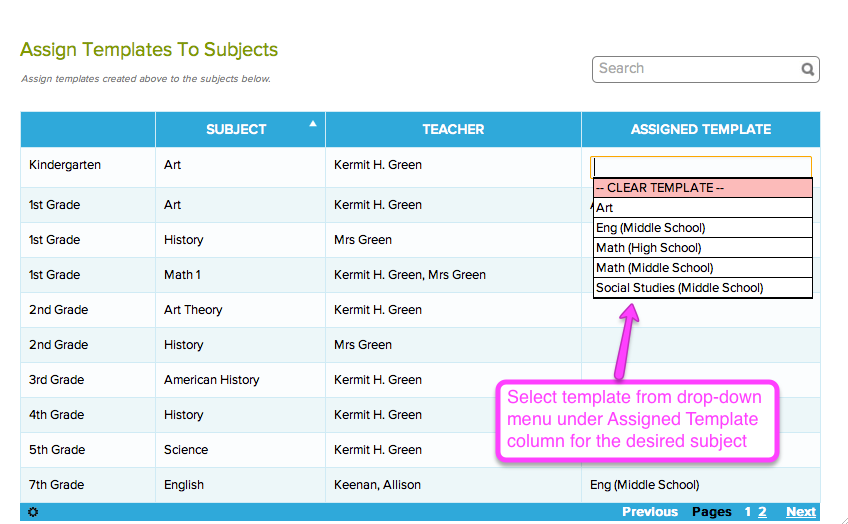 Assign Templates To Subjects
Assign templates created above to the subjects below.
Search
SUBJECT TEACHER ASSIGNED TEMPLATE
Kindergarten Art Kermit H. Green
-- CLEAR TEMPLATE --
1st Grade Art Kermit H. Green
Art
Eng (Middle School)
1st Grade History Mrs Green
Math (High School)
Math (Middle School)
1st Grade Math 1 Kermit H. Green, Mrs Green
Social Studies (Middle School)
2nd Grade Art Theory Kermit H. Green
2nd Grade History Mrs Green
3rd Grade American History Kermit H. Green
Select template from drop-down
menu under Assigned Template
column for the desired subject
4th Grade History Kermit H. Green
5th Grade Science Kermit H. Green
7th Grade English Keenan, Allison Eng (Middle School)
Previous Pages 1 2 Next